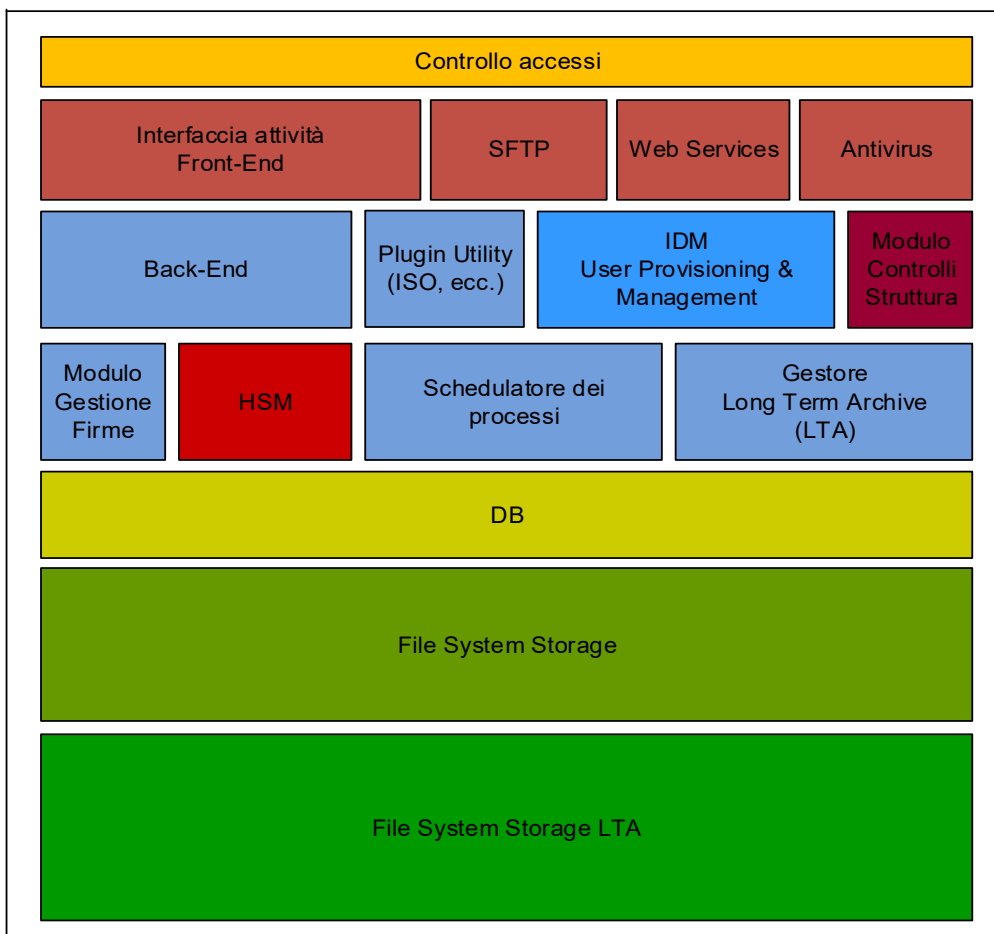 Controllo accessi
Interfaccia attività
Front-End
SFTP
Web Services
Antivirus
Back-End
Plugin Utility
(ISO, ecc.)
IDM
User Provisioning &
Management
Modulo
Controlli
Struttura
Modulo
Gestione
Firme
HSM
Schedulatore dei
processi
Gestore
Long Term Archive
(LTA)
DB
File System Storage
File System Storage LTA